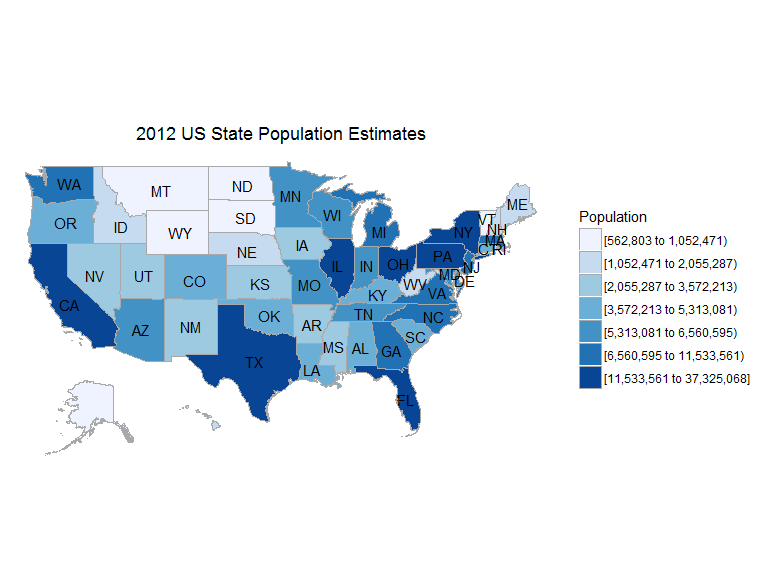 2012 US State Population Estimates
WA
MT
ND
MN
ME
VT
OR
ID
SD
WI
MI
NY
NH
MA
WY
CT RI
IA
NE
PA
IL
IN
OH
NJ
NV
UT
CO
KS
MO
WV
MD
DE
KY
VA
CA
AZ
NM
OK
AR
TN
NC
SC
MS
AL
GA
TX
LA
FL
Population
[562,803 to 1,052,471)
[1,052,471 to 2,055,287)
[2,055,287 to 3,572,213)
[3,572,213 to 5,313,081)
[5,313,081 to 6,560,595)
[6,560,595 to 11,533,561)
[11,533,561 to 37,325,068]